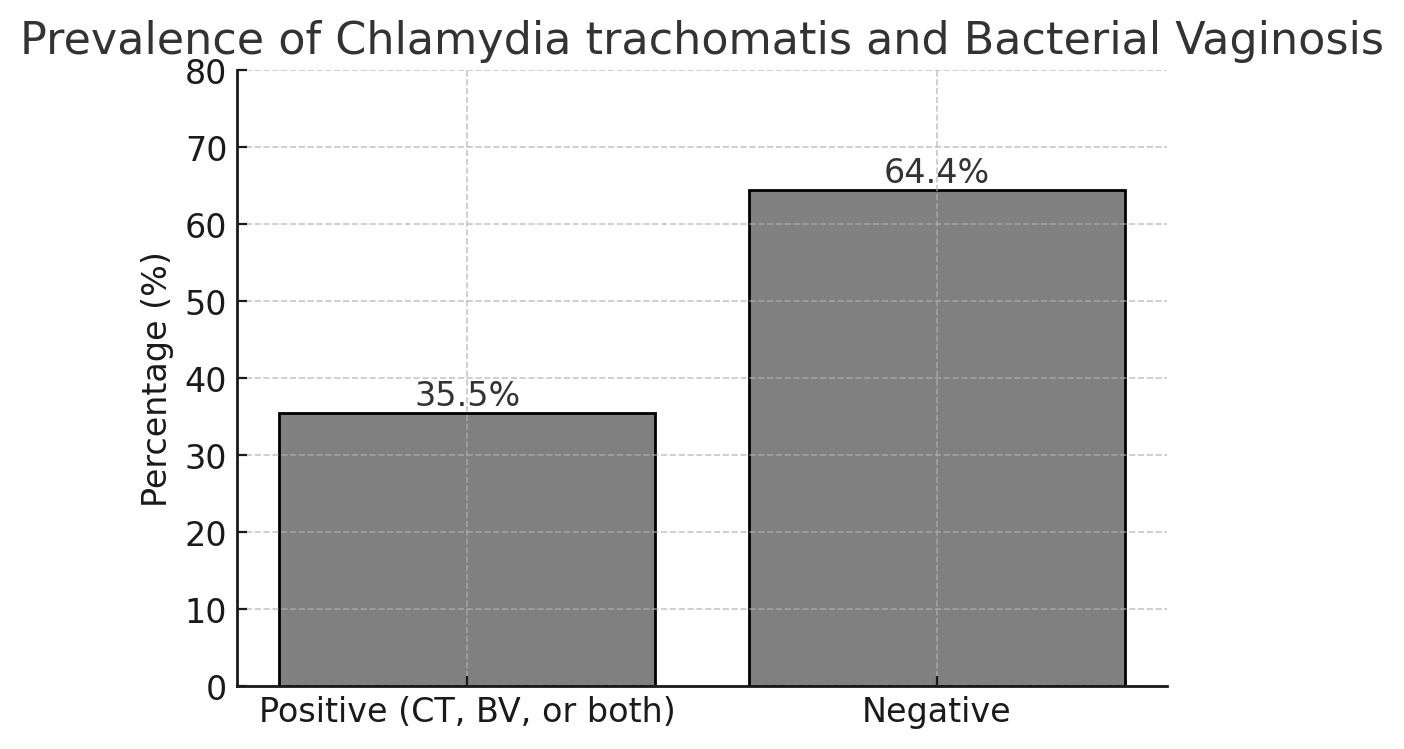 Prevalence of Chlamydia trachomatis and Bacterial Vaginosis
80
70
60
50
40
30
20
10
0
Percentage (%)
35.5%
64.4%
Positive (CT, BV, or both)
Negative